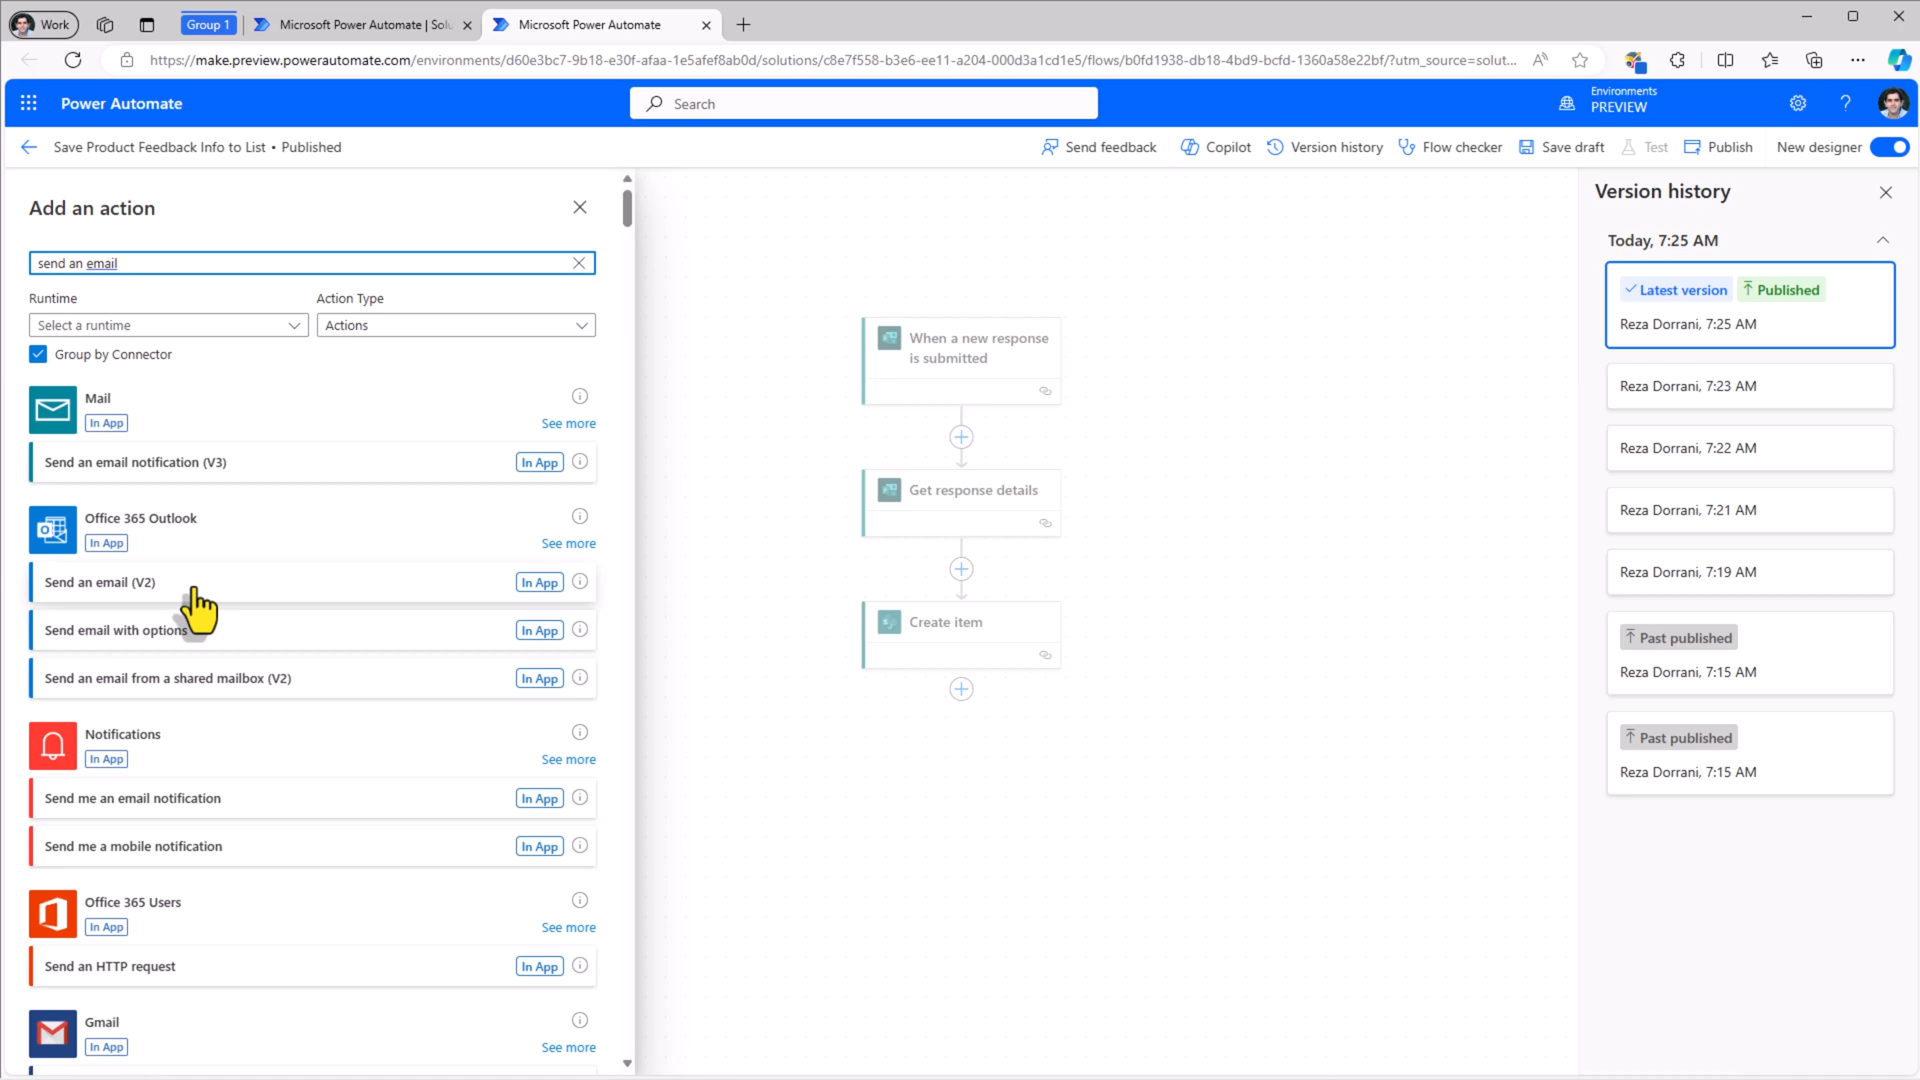 Work
Group 1
Microsoft Power Automate | Solu
Microsoft Power Automate
https://make.preview.powerautomate.com/environments/d60e3bc7-9b18-e30f-afaa-1e5afef8ab0d/solutions/c8e7f558-b3e6-ee11-a204-000d3a1cd1e5/flows/b0fd1938-db18-4bd9-bcfd-1360a58e22bf/?utm_source=solut...
Power Automate
Search
Environments
PREVIEW
Save Product Feedback Info to List • Published
Send feedback
Copilot
Version history
Flow checker
Save draft
Test
Publish
New designer
Add an action
send an email
Runtime
Action Type
Select a runtime
Actions
Group by Connector
Mail
In App
See more
Send an email notification (V3)
In App
Office 365 Outlook
In App
See more
Send an email (V2)
In App
Send email with options
In App
Send an email from a shared mailbox (V2)
In App
Notifications
In App
See more
Send me an email notification
In App
Send me a mobile notification
In App
Office 365 Users
In App
See more
Send an HTTP request
In App
Gmail
In App
See more
When a new response
is submitted
Get response details
Create item
Version history
Today, 7:25 AM
Latest version
Published
Reza Dorrani, 7:25 AM
Reza Dorrani, 7:23 AM
Reza Dorrani, 7:22 AM
Reza Dorrani, 7:21 AM
Reza Dorrani, 7:19 AM
Past published
Reza Dorrani, 7:15 AM
Past published
Reza Dorrani, 7:15 AM